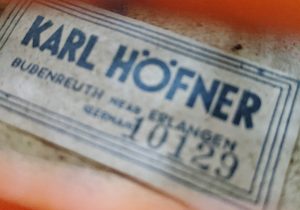 KARL HÖFNER
BUBENREUTH NEAR ERLANGEN
GERMANY
10129